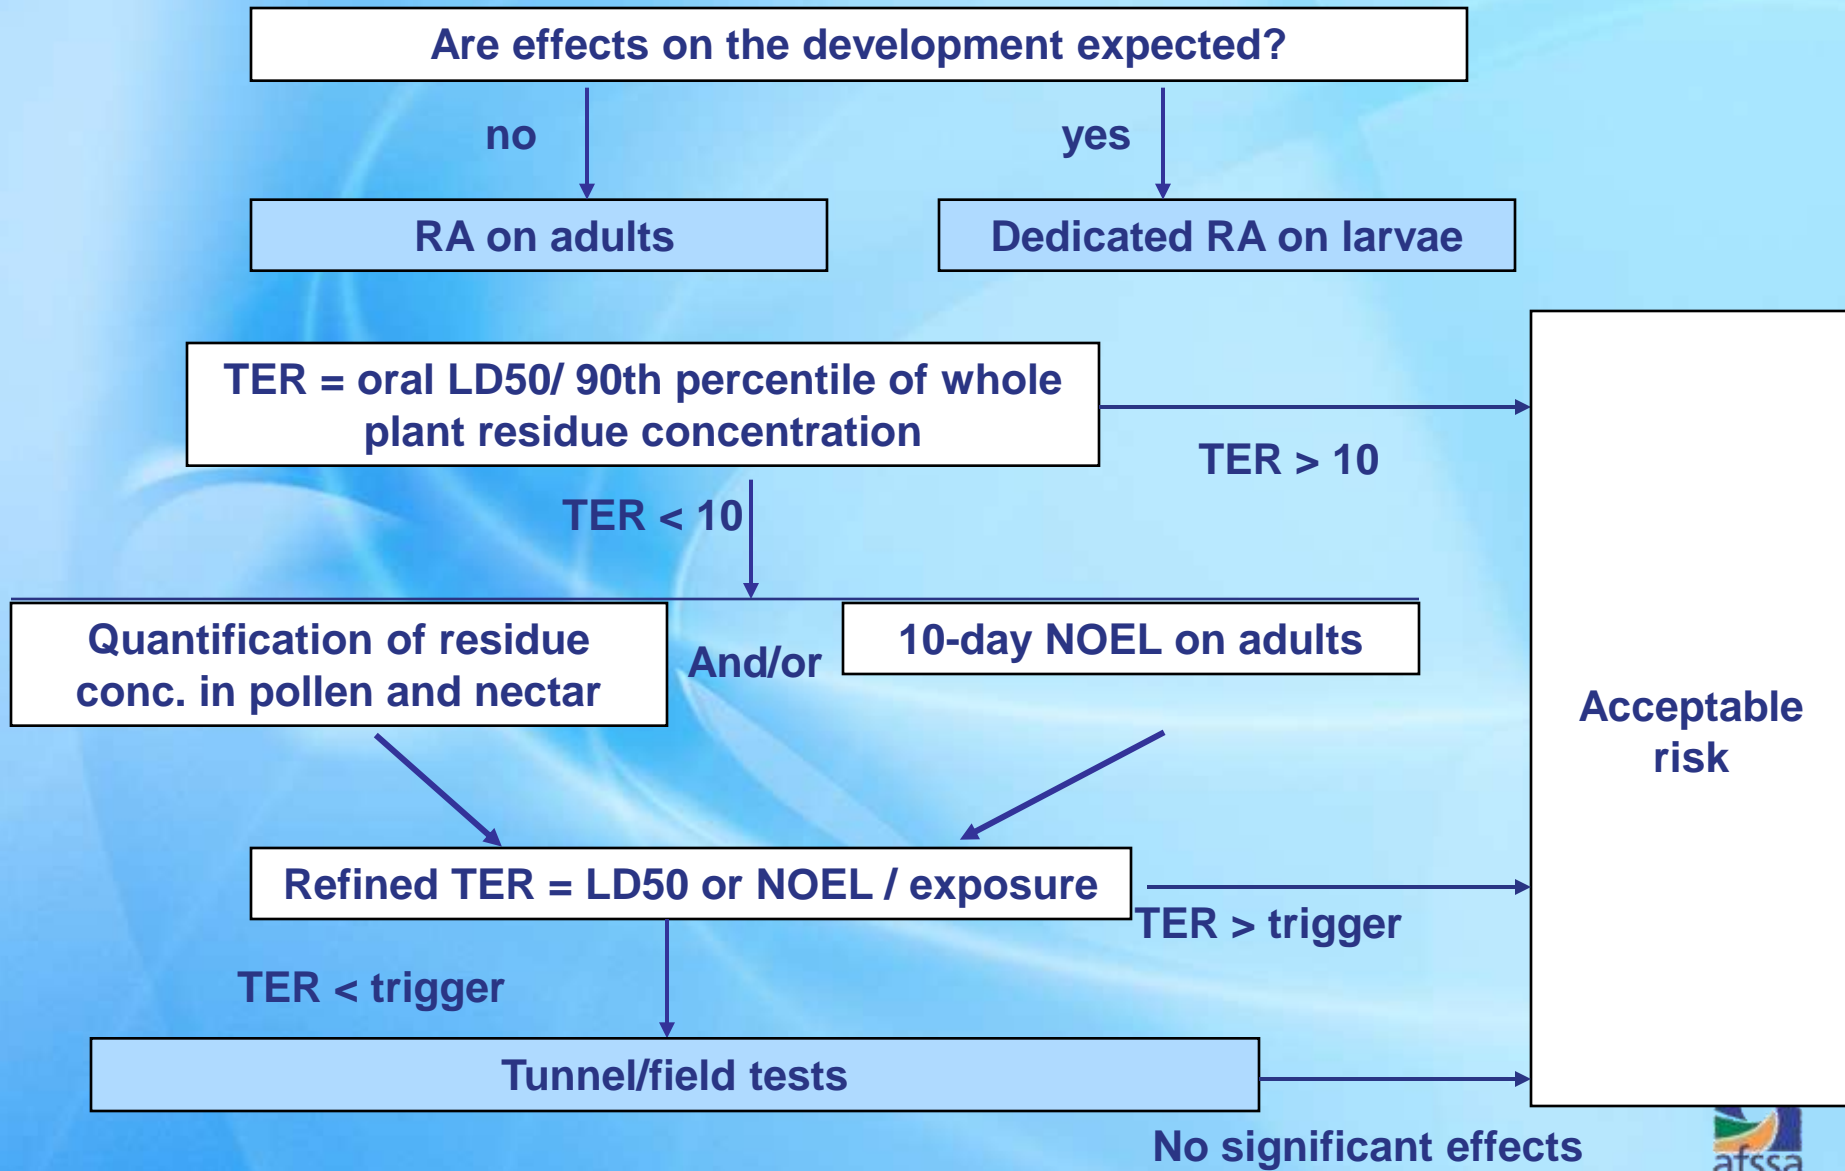 Are effects on the development expected?
no
yes
RA on adults
Dedicated RA on larvae
TER = oral LD50/ 90th percentile of whole
plant residue concentration
TER > 10
TER < 10
Quantification of residue
conc. in pollen and nectar
And/or
10-day NOEL on adults
Acceptable
risk
Refined TER = LD50 or NOEL / exposure
TER > trigger
TER < trigger
Tunnel/field tests
No significant effects
afssa